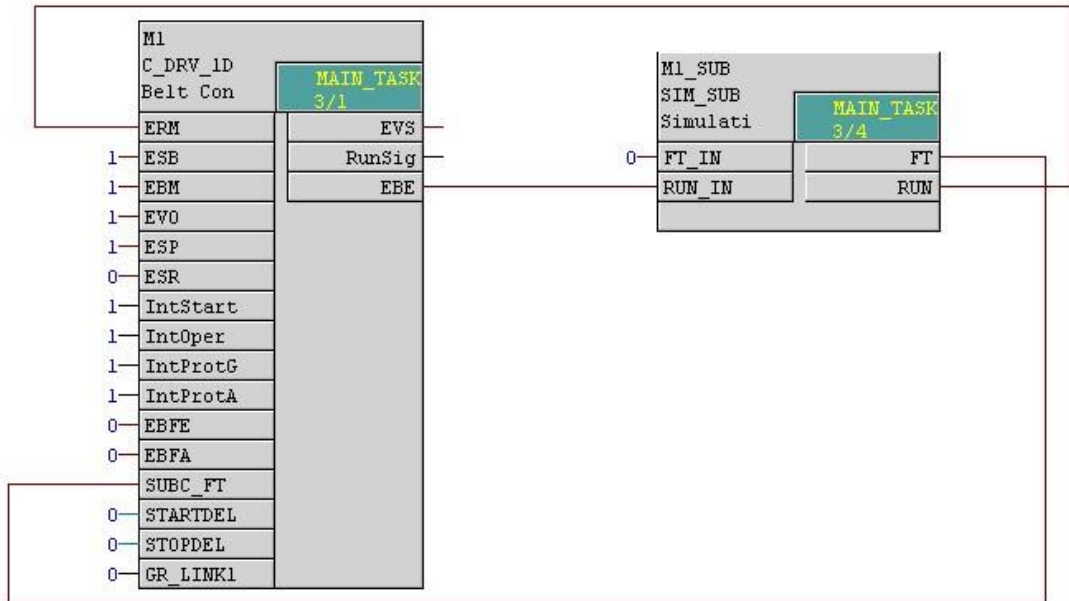 M1
C_DRV_1D
Belt Con
MAIN_TASK
3/1
ERM
EVS
1 ESB
RunSig
1 EBM
EBE
1 EVO
1 ESP
0 ESR
1 IntStart
1 IntOper
1 IntProtG
1 IntProtA
0 EBFE
0 EBFA
SUBC_FT
0 STARTDEL
0 STOPDEL
0 GR_LINK1
M1_SUB
SIM_SUB
Simulati
MAIN_TASK
3/4
0 FT_IN
FT
RUN_IN
RUN